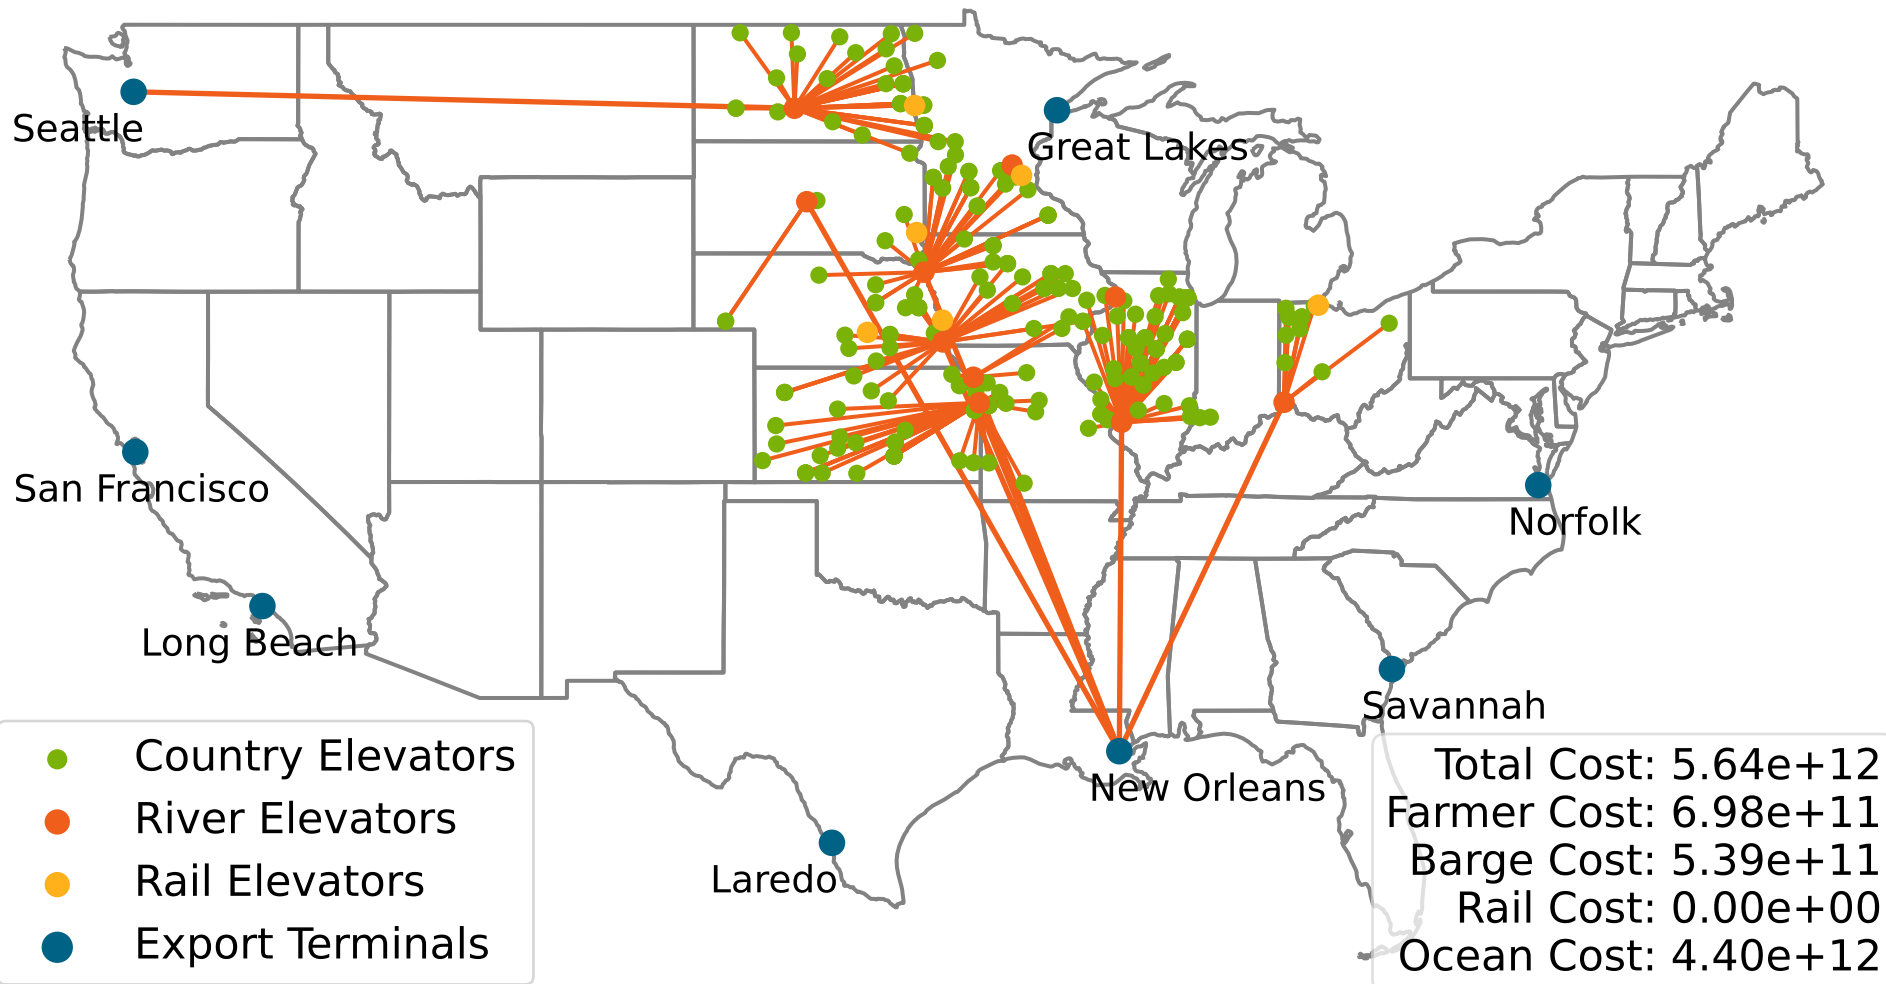 Seattle
Great Lakes
San Francisco
Norfolk
Long Beach
Savannah
New Orleans
Laredo
Country Elevators
River Elevators
Rail Elevators
Export Terminals
Total Cost: 5.64e+12
Farmer Cost: 6.98e+11
Barge Cost: 5.39e+11
Rail Cost: 0.00e+00
Ocean Cost: 4.40e+12